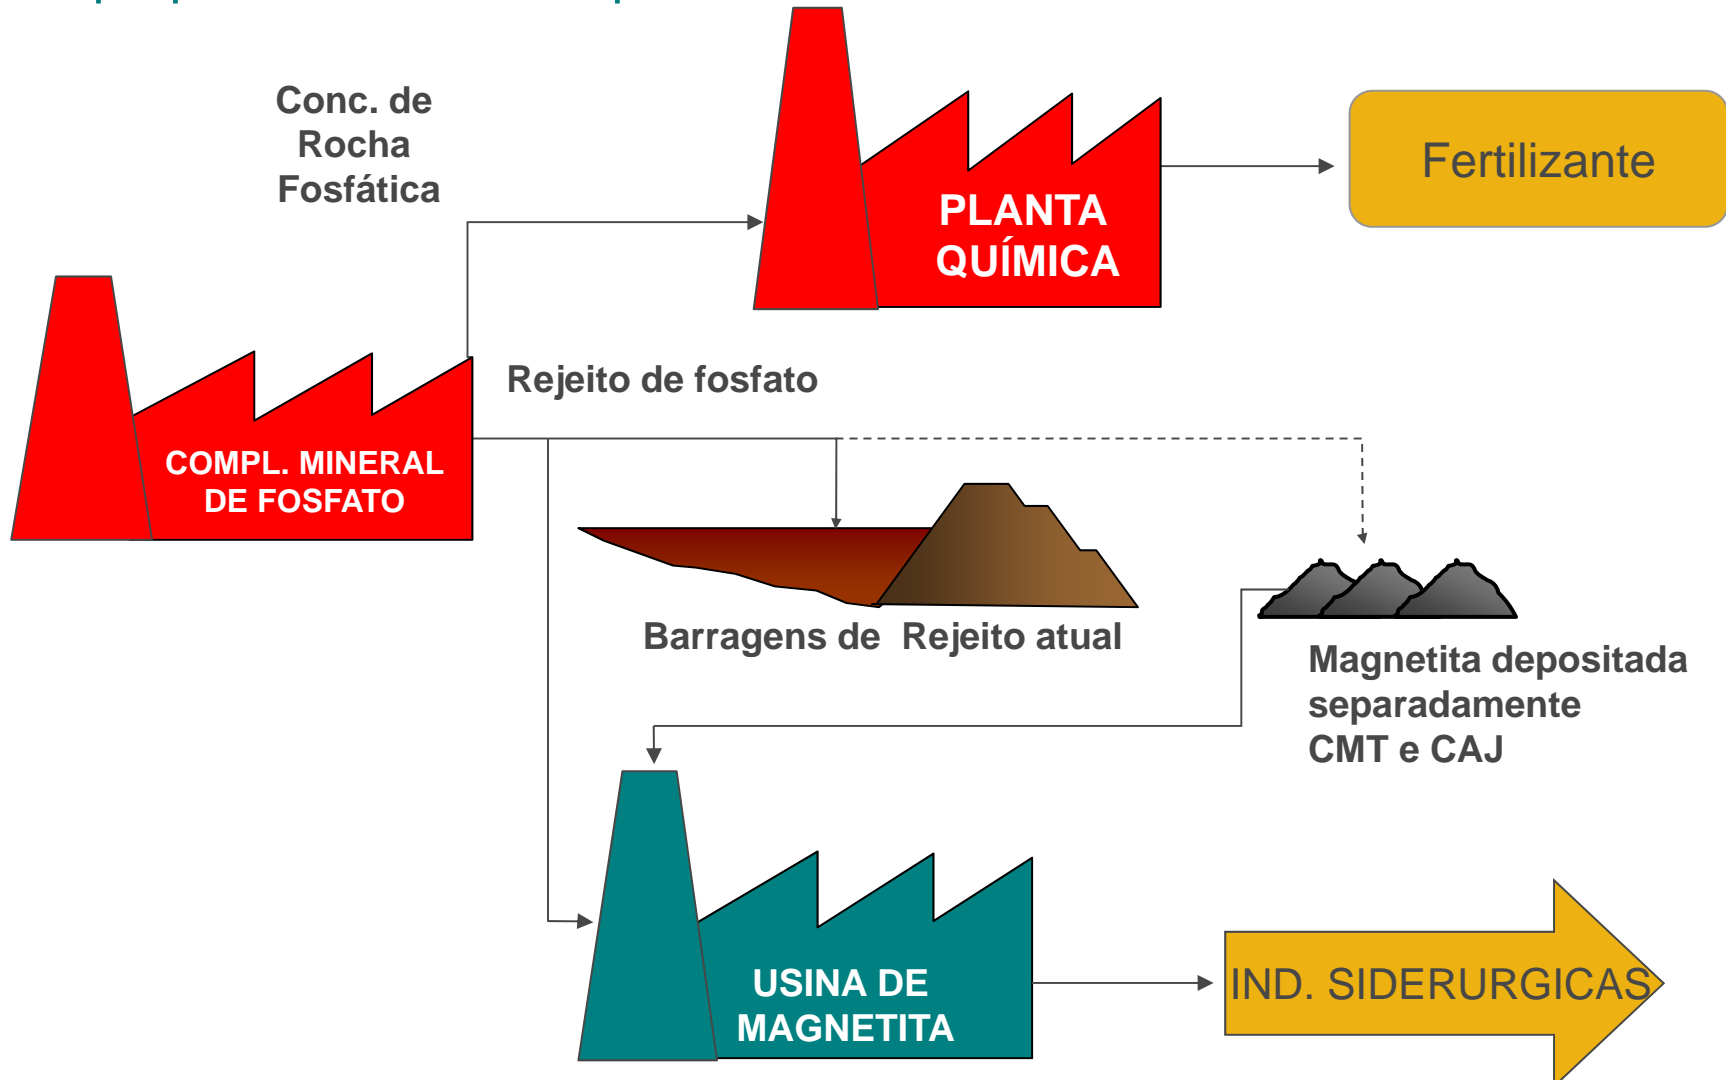 Conc. de
Rocha
Fosfática
Fertilizante
PLANTA
QUÍMICA
Rejeito de fosfato
COMPL. MINERAL
DE FOSFATO
Barragens de  Rejeito atual
Magnetita depositada
separadamente
CMT e CAJ
USINA DE
MAGNETITA
IND. SIDERURGICAS